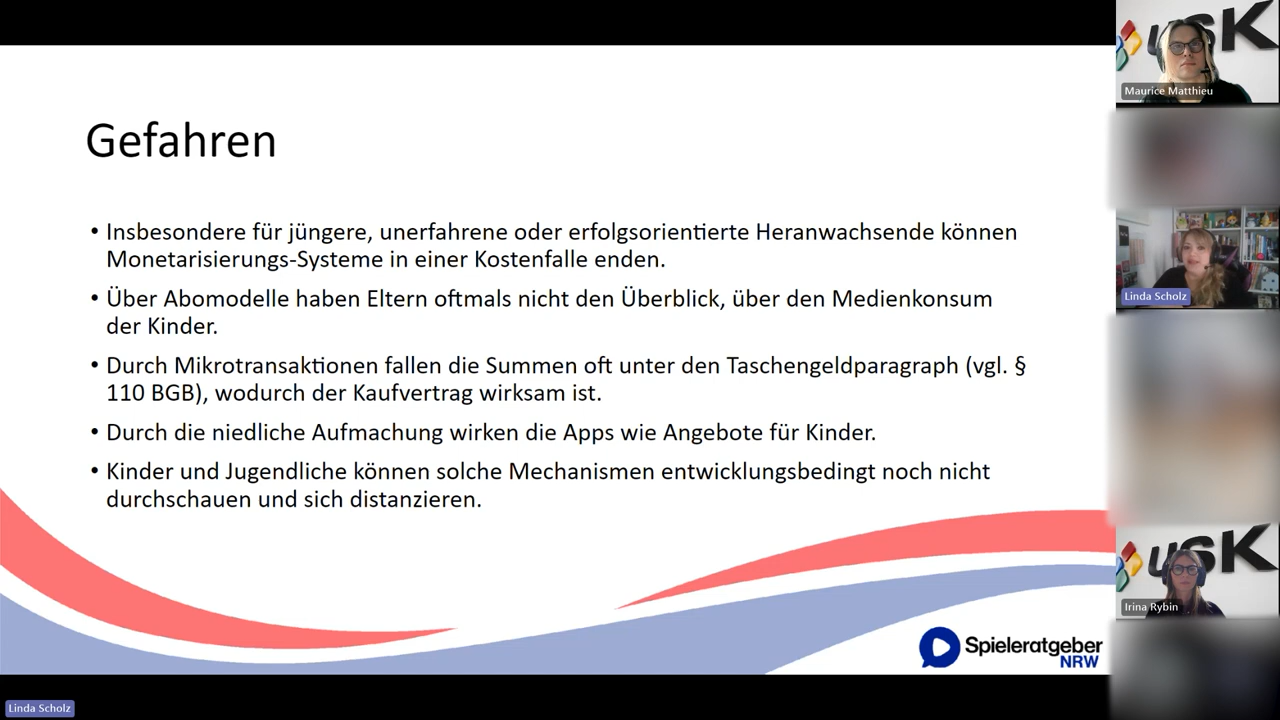 Gefahren
• Insbesondere für jüngere, unerfahrene oder erfolgsorientierte Heranwachsende können
Monetarisierungs-Systeme in einer Kostenfalle enden.
• Über Abomodelle haben Eltern oftmals nicht den Überblick, über den Medienkonsum
der Kinder.
• Durch Mikrotransaktionen fallen die Summen oft unter den Taschengeldparagraph (vgl. §
110 BGB), wodurch der Kaufvertrag wirksam ist.
• Durch die niedliche Aufmachung wirken die Apps wie Angebote für Kinder.
• Kinder und Jugendliche können solche Mechanismen entwicklungsbedingt noch nicht
durchschauen und sich distanzieren.
Spieleratgeber
NRW
Linda Scholz
USK
Maurice Matthieu
Linda Scholz
USK
Irina Rybin